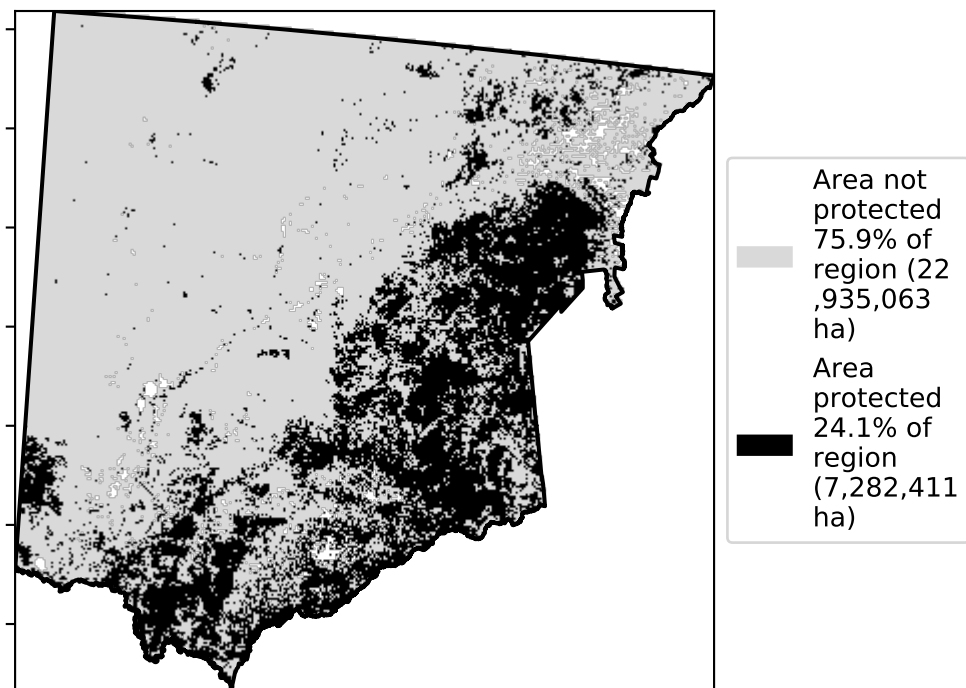 Area not
protected
75.9% of
region (22
,935,063
ha)
Area
protected
24.1% of
region
(7,282,411
ha)